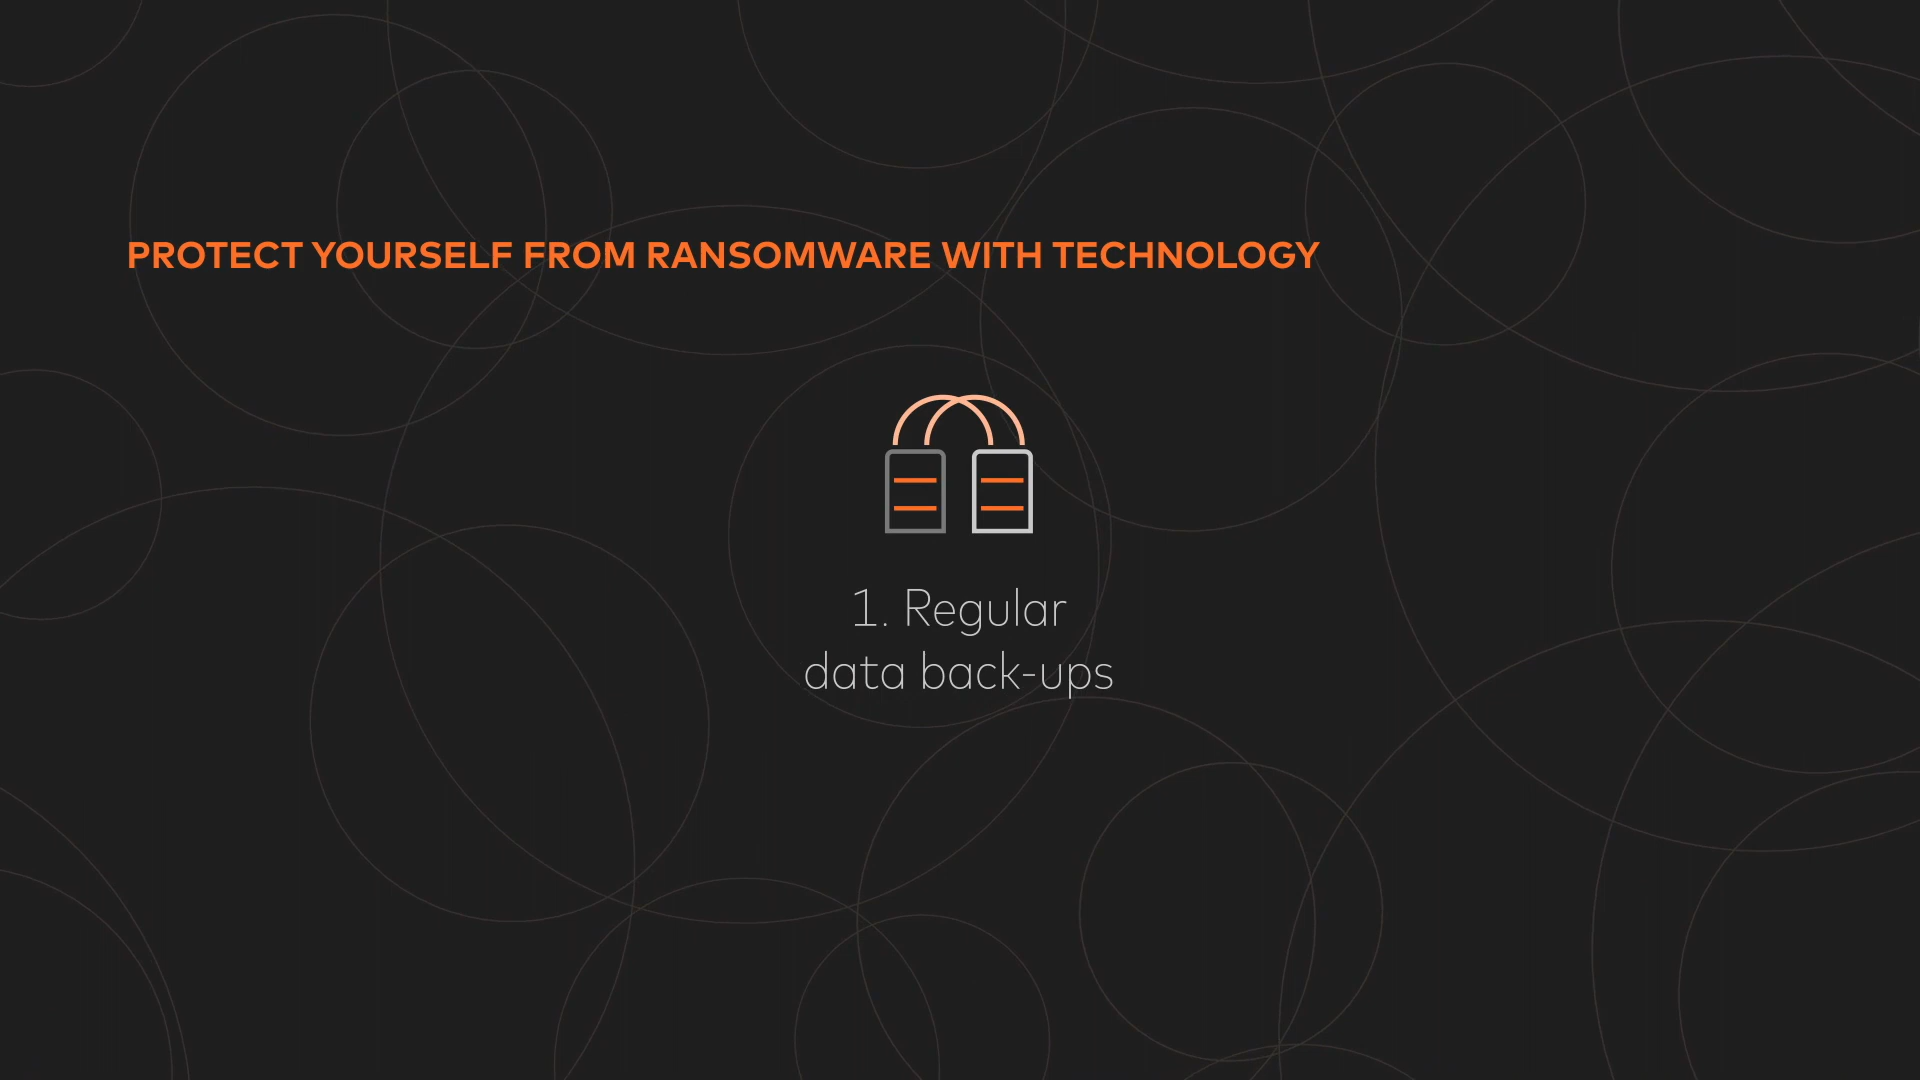 PROTECT YOURSELF FROM RANSOMWARE WITH TECHNOLOGY
1. Regular
data back-ups